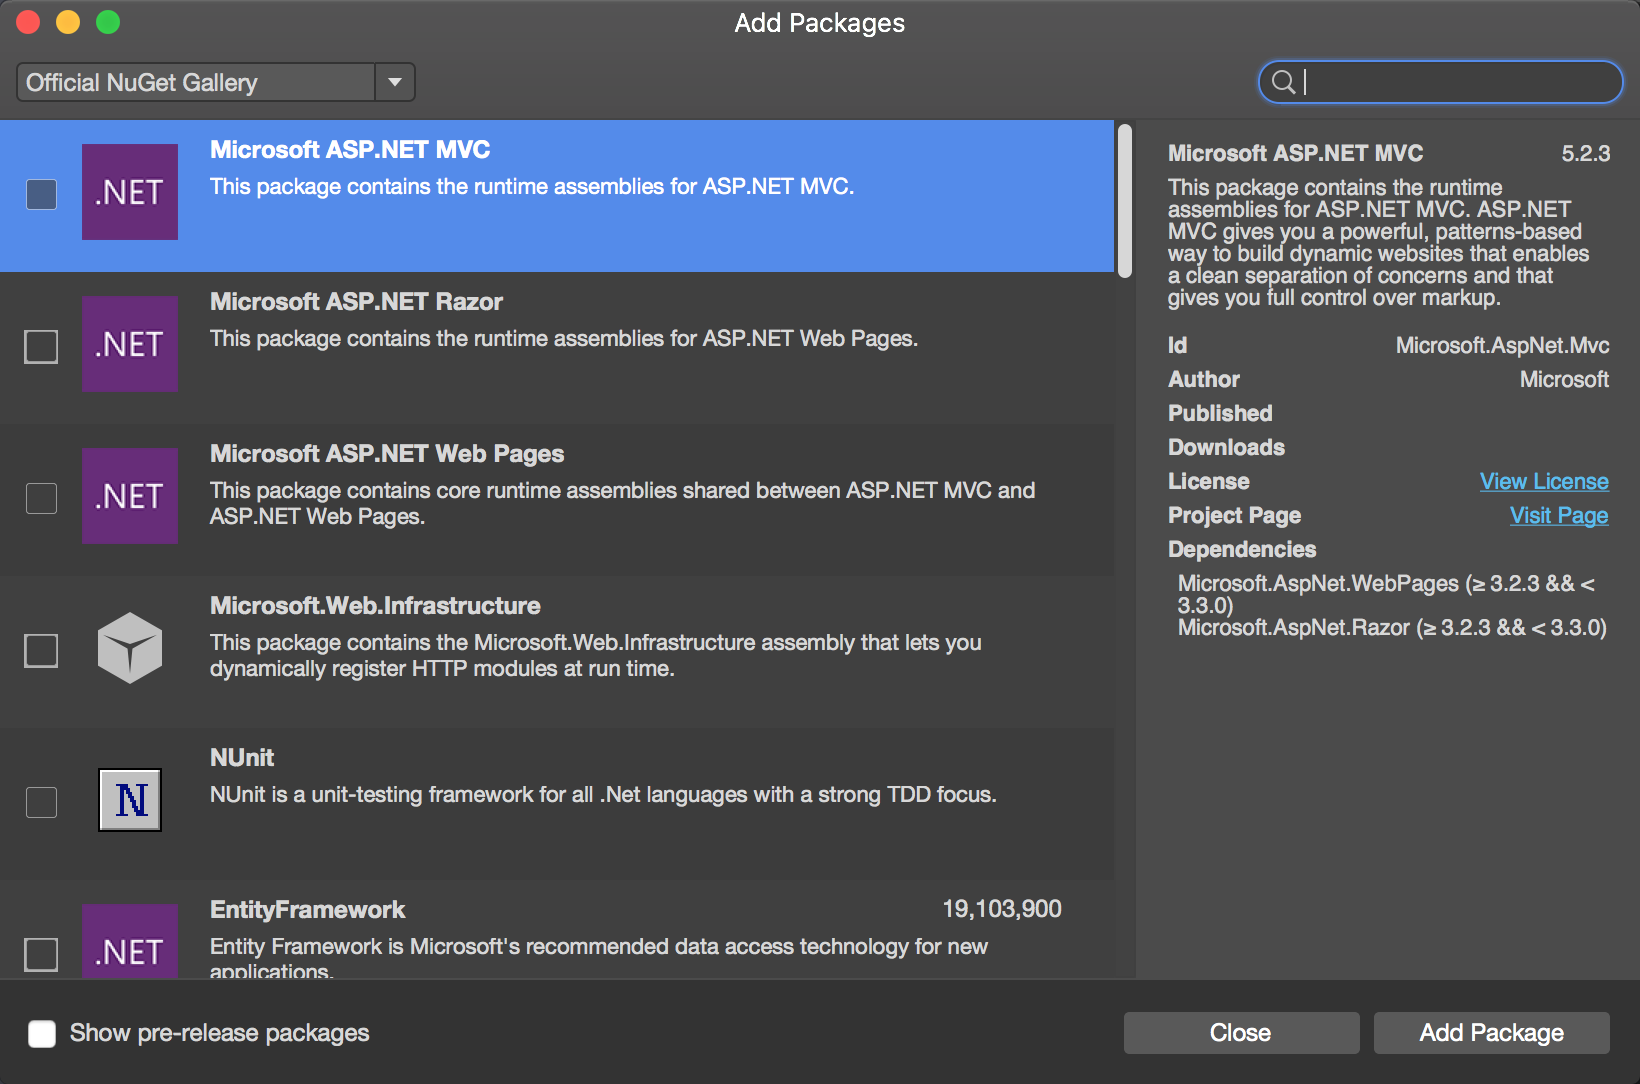 Add Packages
Official NuGet Gallery
.NET
Microsoft ASP.NET MVC
This package contains the runtime assemblies for ASP.NET MVC.
.NET
Microsoft ASP.NET Razor
This package contains the runtime assemblies for ASP.NET Web Pages.
.NET
Microsoft ASP.NET Web Pages
This package contains core runtime assemblies shared between ASP.NET MVC and
ASP.NET Web Pages.
Microsoft.Web.Infrastructure
This package contains the Microsoft.Web.Infrastructure assembly that lets you
dynamically register HTTP modules at run time.
N
NUnit
NUnit is a unit-testing framework for all .Net languages with a strong TDD focus.
.NET
EntityFramework 19,103,900
Entity Framework is Microsoft's recommended data access technology for new
applications.
Microsoft ASP.NET MVC 5.2.3
This package contains the runtime
assemblies for ASP.NET MVC. ASP.NET
MVC gives you a powerful, patterns-based
way to build dynamic websites that enables
a clean separation of concerns and that
gives you full control over markup.
Id Microsoft.AspNet.Mvc
Author Microsoft
Published
Downloads
License View License
Project Page Visit Page
Dependencies
Microsoft.AspNet.WebPages (≥ 3.2.3 && <
3.3.0)
Microsoft.AspNet.Razor (≥ 3.2.3 && < 3.3.0)
Show pre-release packages
Close
Add Package